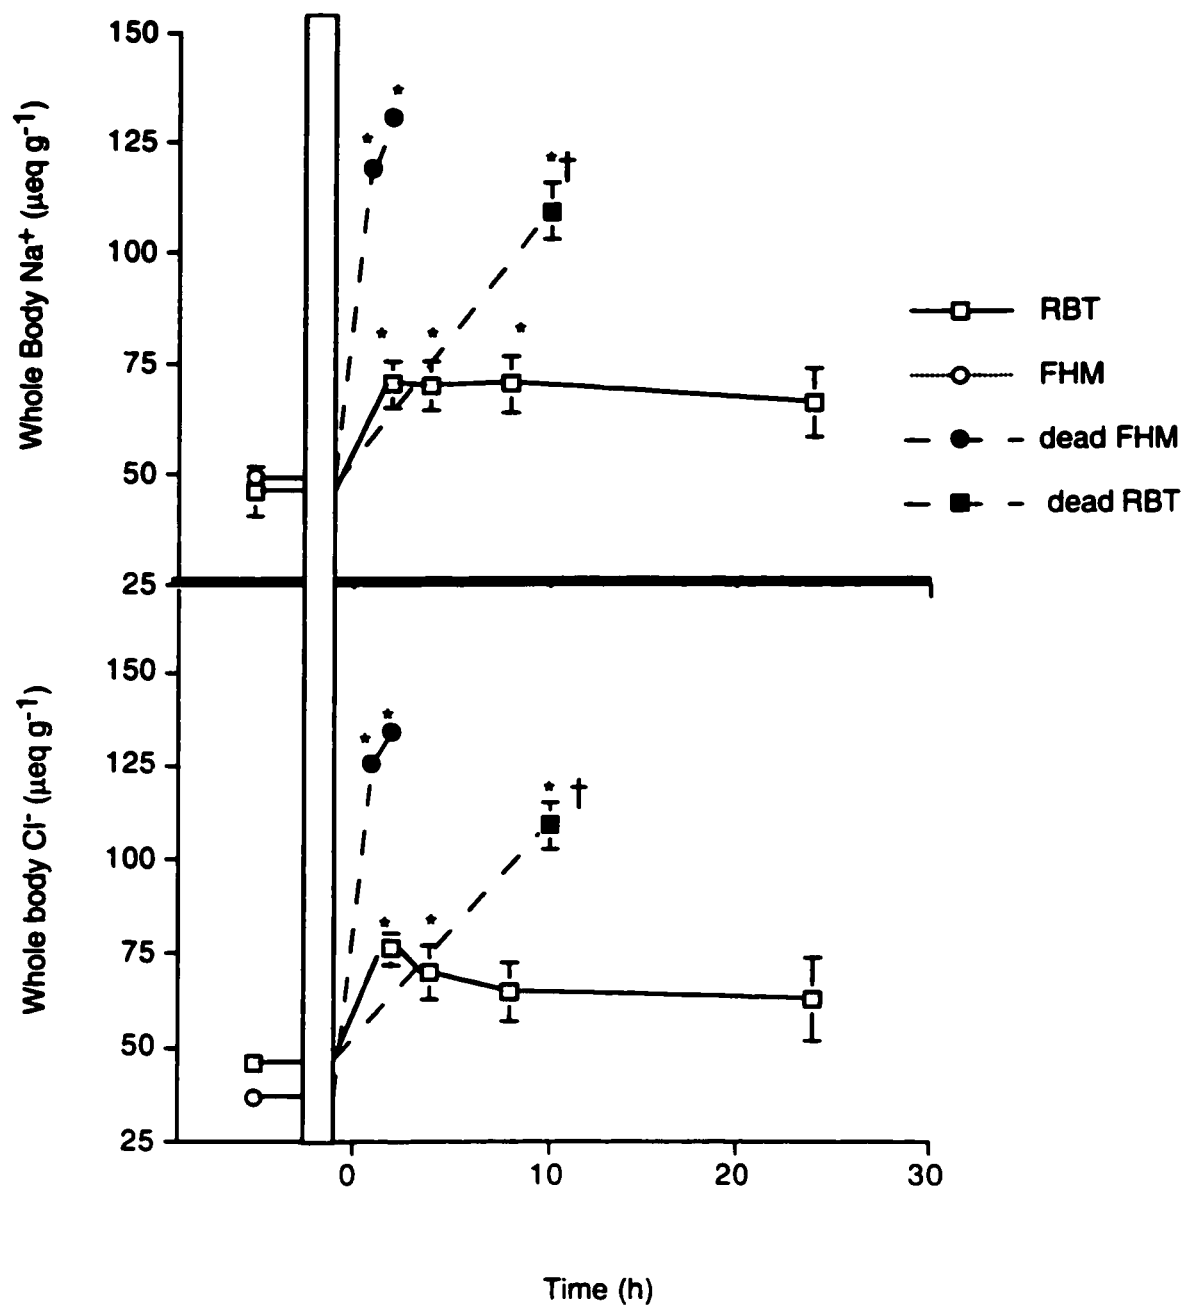 Whole Body Na⁺ (μeq g⁻¹)
150
125
100
75
50
25
* *
* †
* * *
RBT
FHM
dead FHM
dead RBT
Whole body Cl⁻ (μeq g⁻¹)
150
125
100
75
50
25
* *
* †
* *
0 10 20 30
Time (h)